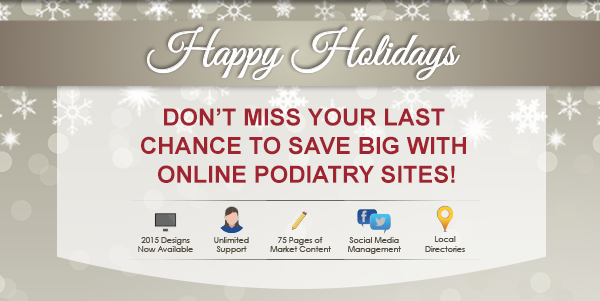 Happy Holidays
DON'T MISS YOUR LAST
CHANCE TO SAVE BIG WITH
ONLINE PODIATRY SITES!
2015 Designs
Now Available
Unlimited
Support
75 Pages of
Market Content
Social Media
Management
Local
Directories